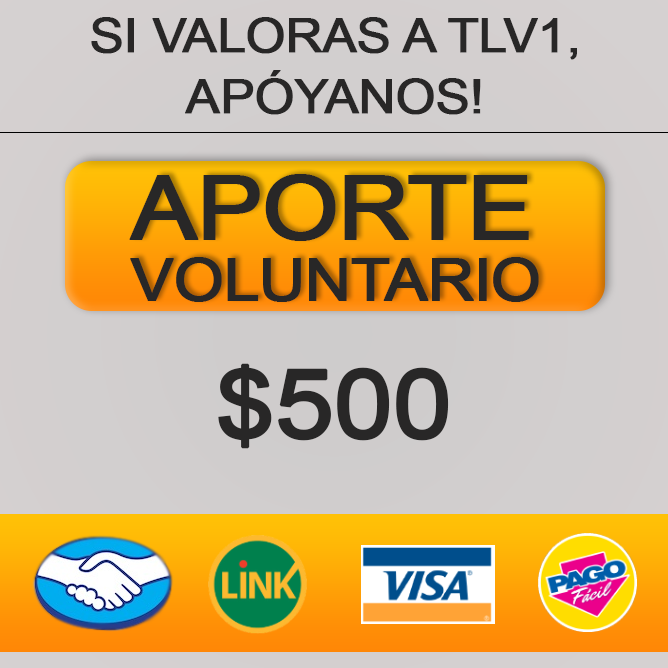 SI VALORAS A TLV1,
APÓYANOS!
APORTE
VOLUNTARIO
$500
LINK
VISA
PAGO
Fácil